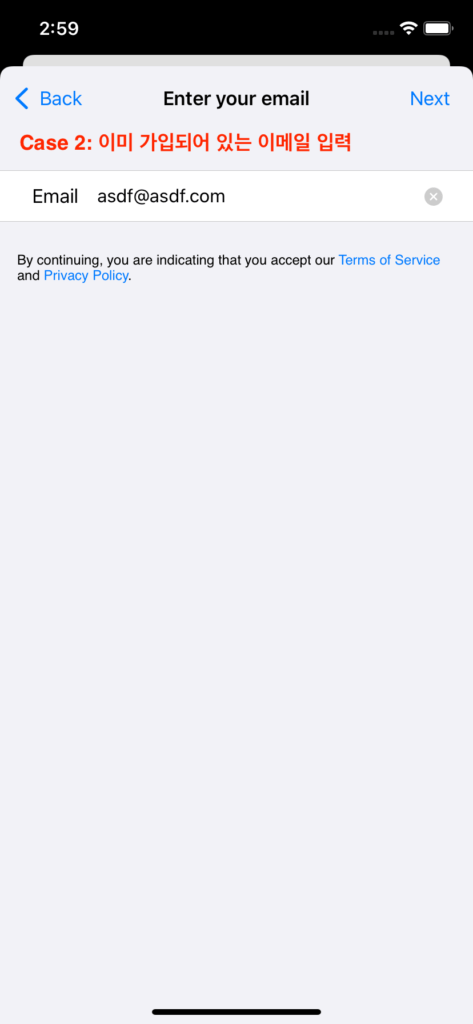 2:59
Back
Enter your email
Next
Case 2: 이미 가입되어 있는 이메일 입력
Email asdf@asdf.com
By continuing, you are indicating that you accept our Terms of Service
and Privacy Policy.